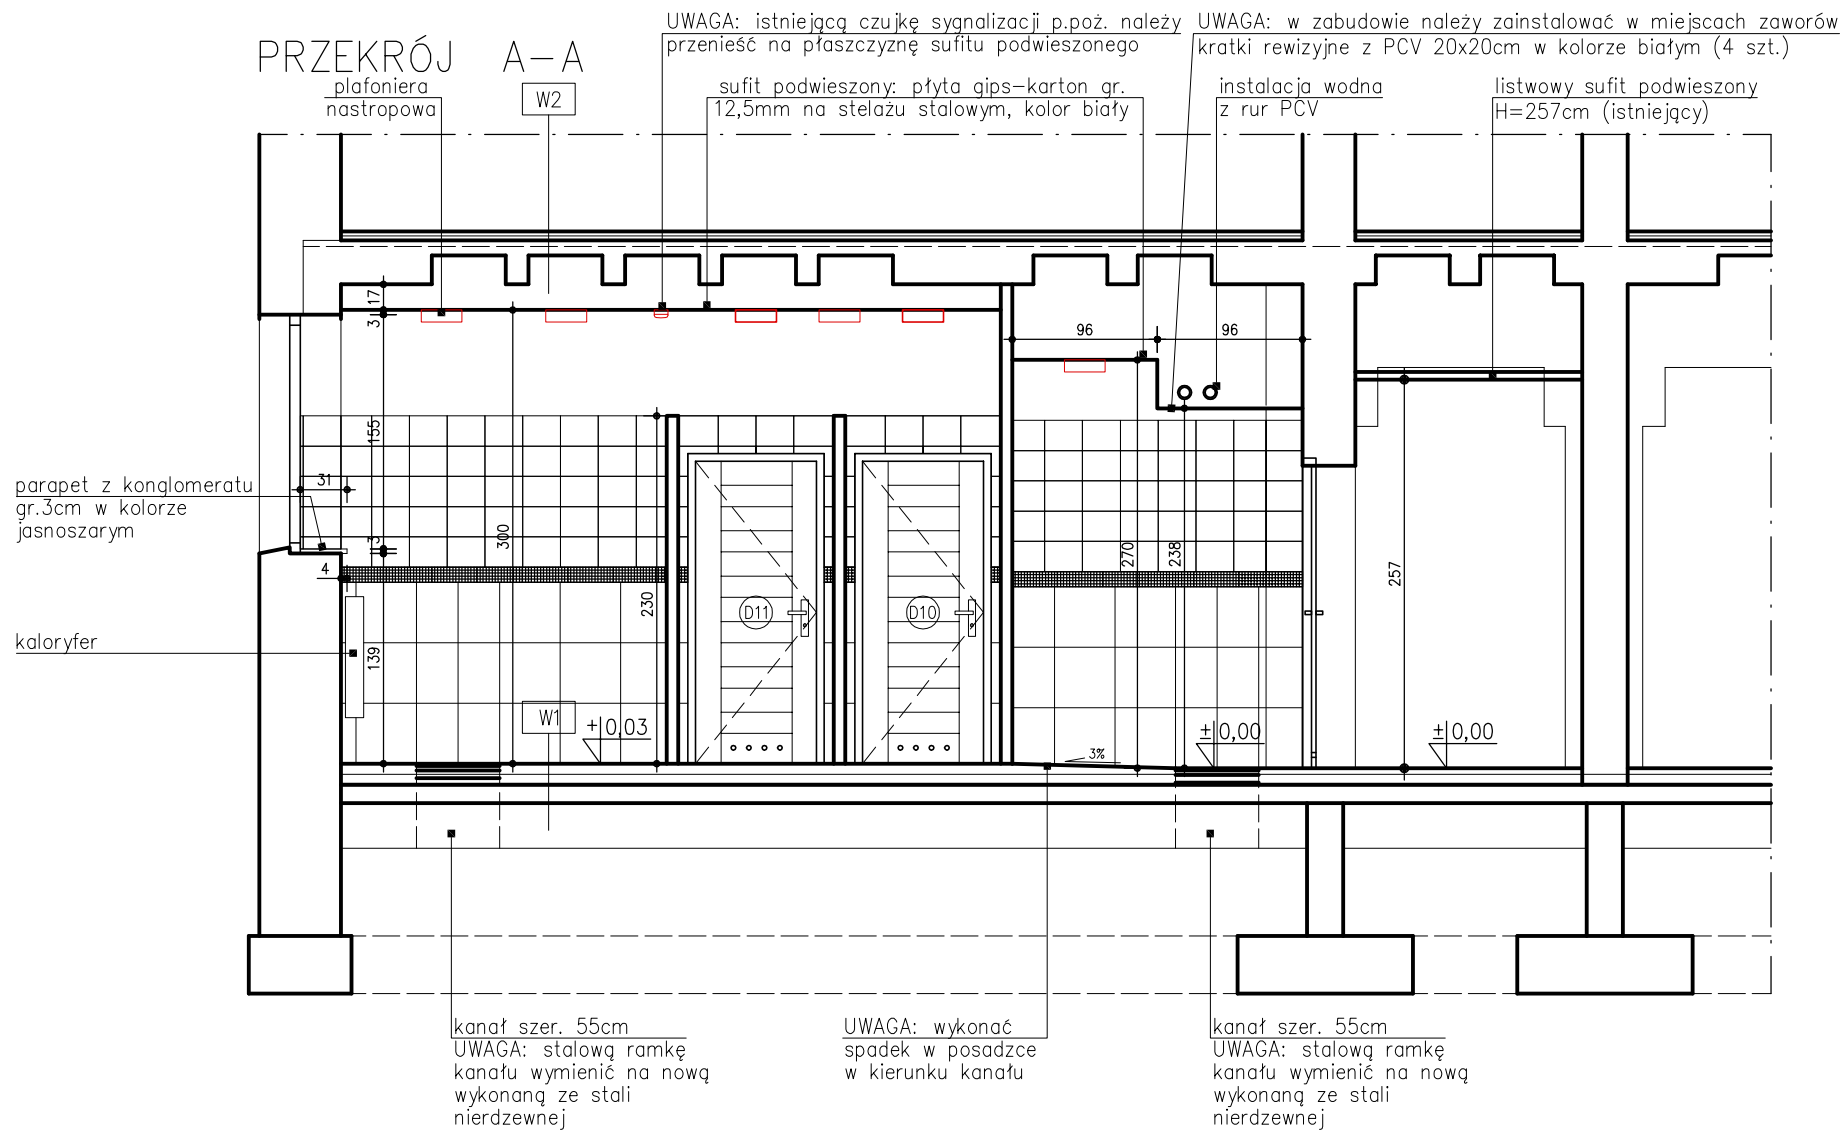 PRZEKRÓJ A-A
UWAGA: istniejącą czujkę sygnalizacji p.poż. należy
przenieść na płaszczyznę sufitu podwieszonego
UWAGA: w zabudowie należy zainstalować w miejscach zaworów
kratki rewizyjne z PCV 20x20cm w kolorze białym (4 szt.)
plafoniera
nastropowa
W2
sufit podwieszony: płyta gips-karton gr.
12,5mm na stelażu stalowym, kolor biały
instalacja wodna
z rur PCV
listwowy sufit podwieszony
H=257cm (istniejący)
17
3
96
96
155
31
parapet z konglomeratu
gr.3cm w kolorze
jasnoszarym
3
300
270
238
257
4
230
D11
D10
kaloryfer
139
W1
±0,03
±0,00
±0,00
3%
kanał szer. 55cm
UWAGA: stalową ramkę
kanału wymienić na nową
wykonaną ze stali
nierdzewnej
UWAGA: wykonać
spadek w posadzce
w kierunku kanału
kanał szer. 55cm
UWAGA: stalową ramkę
kanału wymienić na nową
wykonaną ze stali
nierdzewnej